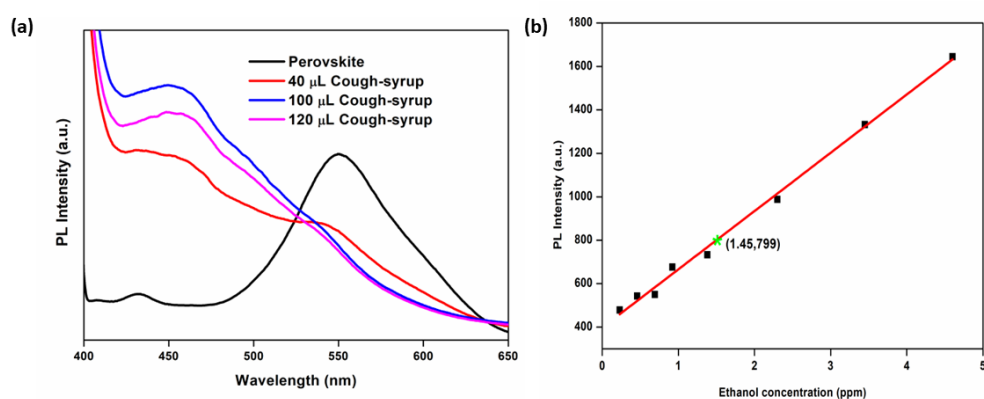 (a)
Perovskite
40 μL Cough-syrup
100 μL Cough-syrup
120 μL Cough-syrup
PL Intensity (a.u.)
400 450 500 550 600 650
Wavelength (nm)
(b)
1800
1600
1400
1200
1000
800
600
400
PL Intensity (a.u.)
(1.45,799)
0 1 2 3 4 5
Ethanol concentration (ppm)